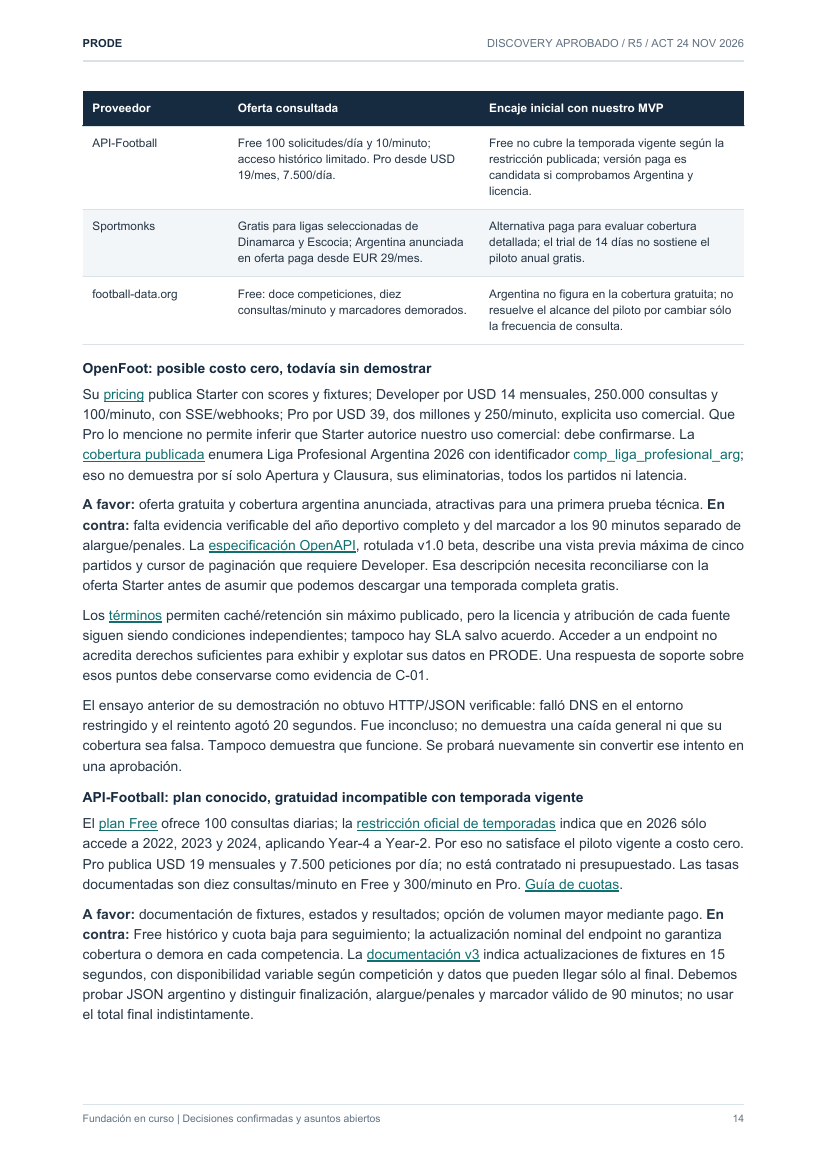 PRODE
DISCOVERY APROBADO / R5 / ACT 24 NOV 2026
Proveedor
Oferta consultada
Encaje inicial con nuestro MVP
API-Football
Free 100 solicitudes/día y 10/minuto;
acceso histórico limitado. Pro desde USD
19/mes, 7.500/día.
Free no cubre la temporada vigente según la
restricción publicada; versión paga es
candidata si comprobamos Argentina y
licencia.
Sportmonks
Gratis para ligas seleccionadas de
Dinamarca y Escocia; Argentina anunciada
en oferta paga desde EUR 29/mes.
Alternativa paga para evaluar cobertura
detallada; el trial de 14 días no sostiene el
piloto anual gratis.
football-data.org
Free: doce competiciones, diez
consultas/minuto y marcadores demorados.
Argentina no figura en la cobertura gratuita; no
resuelve el alcance del piloto por cambiar sólo
la frecuencia de consulta.
OpenFoot: posible costo cero, todavía sin demostrar
Su pricing publica Starter con scores y fixtures; Developer por USD 14 mensuales, 250.000 consultas y
100/minuto, con SSE/webhooks; Pro por USD 39, dos millones y 250/minuto, explicita uso comercial. Que
Pro lo mencione no permite inferir que Starter autorice nuestro uso comercial: debe confirmarse. La
cobertura publicada enumera Liga Profesional Argentina 2026 con identificador comp_liga_profesional_arg;
eso no demuestra por sí solo Apertura y Clausura, sus eliminatorias, todos los partidos ni latencia.
A favor: oferta gratuita y cobertura argentina anunciada, atractivas para una primera prueba técnica. En
contra: falta evidencia verificable del año deportivo completo y del marcador a los 90 minutos separado de
alargue/penales. La especificación OpenAPI, rotulada v1.0 beta, describe una vista previa máxima de cinco
partidos y cursor de paginación que requiere Developer. Esa descripción necesita reconciliarse con la
oferta Starter antes de asumir que podemos descargar una temporada completa gratis.
Los términos permiten caché/retención sin máximo publicado, pero la licencia y atribución de cada fuente
siguen siendo condiciones independientes; tampoco hay SLA salvo acuerdo. Acceder a un endpoint no
acredita derechos suficientes para exhibir y explotar sus datos en PRODE. Una respuesta de soporte sobre
esos puntos debe conservarse como evidencia de C-01.
El ensayo anterior de su demostración no obtuvo HTTP/JSON verificable: falló DNS en el entorno
restringido y el reintento agotó 20 segundos. Fue inconcluso; no demuestra una caída general ni que su
cobertura sea falsa. Tampoco demuestra que funcione. Se probará nuevamente sin convertir ese intento en
una aprobación.
API-Football: plan conocido, gratuidad incompatible con temporada vigente
El plan Free ofrece 100 consultas diarias; la restricción oficial de temporadas indica que en 2026 sólo
accede a 2022, 2023 y 2024, aplicando Year-4 a Year-2. Por eso no satisface el piloto vigente a costo cero.
Pro publica USD 19 mensuales y 7.500 peticiones por día; no está contratado ni presupuestado. Las tasas
documentadas son diez consultas/minuto en Free y 300/minuto en Pro. Guía de cuotas.
A favor: documentación de fixtures, estados y resultados; opción de volumen mayor mediante pago. En
contra: Free histórico y cuota baja para seguimiento; la actualización nominal del endpoint no garantiza
cobertura o demora en cada competencia. La documentación v3 indica actualizaciones de fixtures en 15
segundos, con disponibilidad variable según competición y datos que pueden llegar sólo al final. Debemos
probar JSON argentino y distinguir finalización, alargue/penales y marcador válido de 90 minutos; no usar
el total final indistintamente.
Fundación en curso | Decisiones confirmadas y asuntos abiertos
14